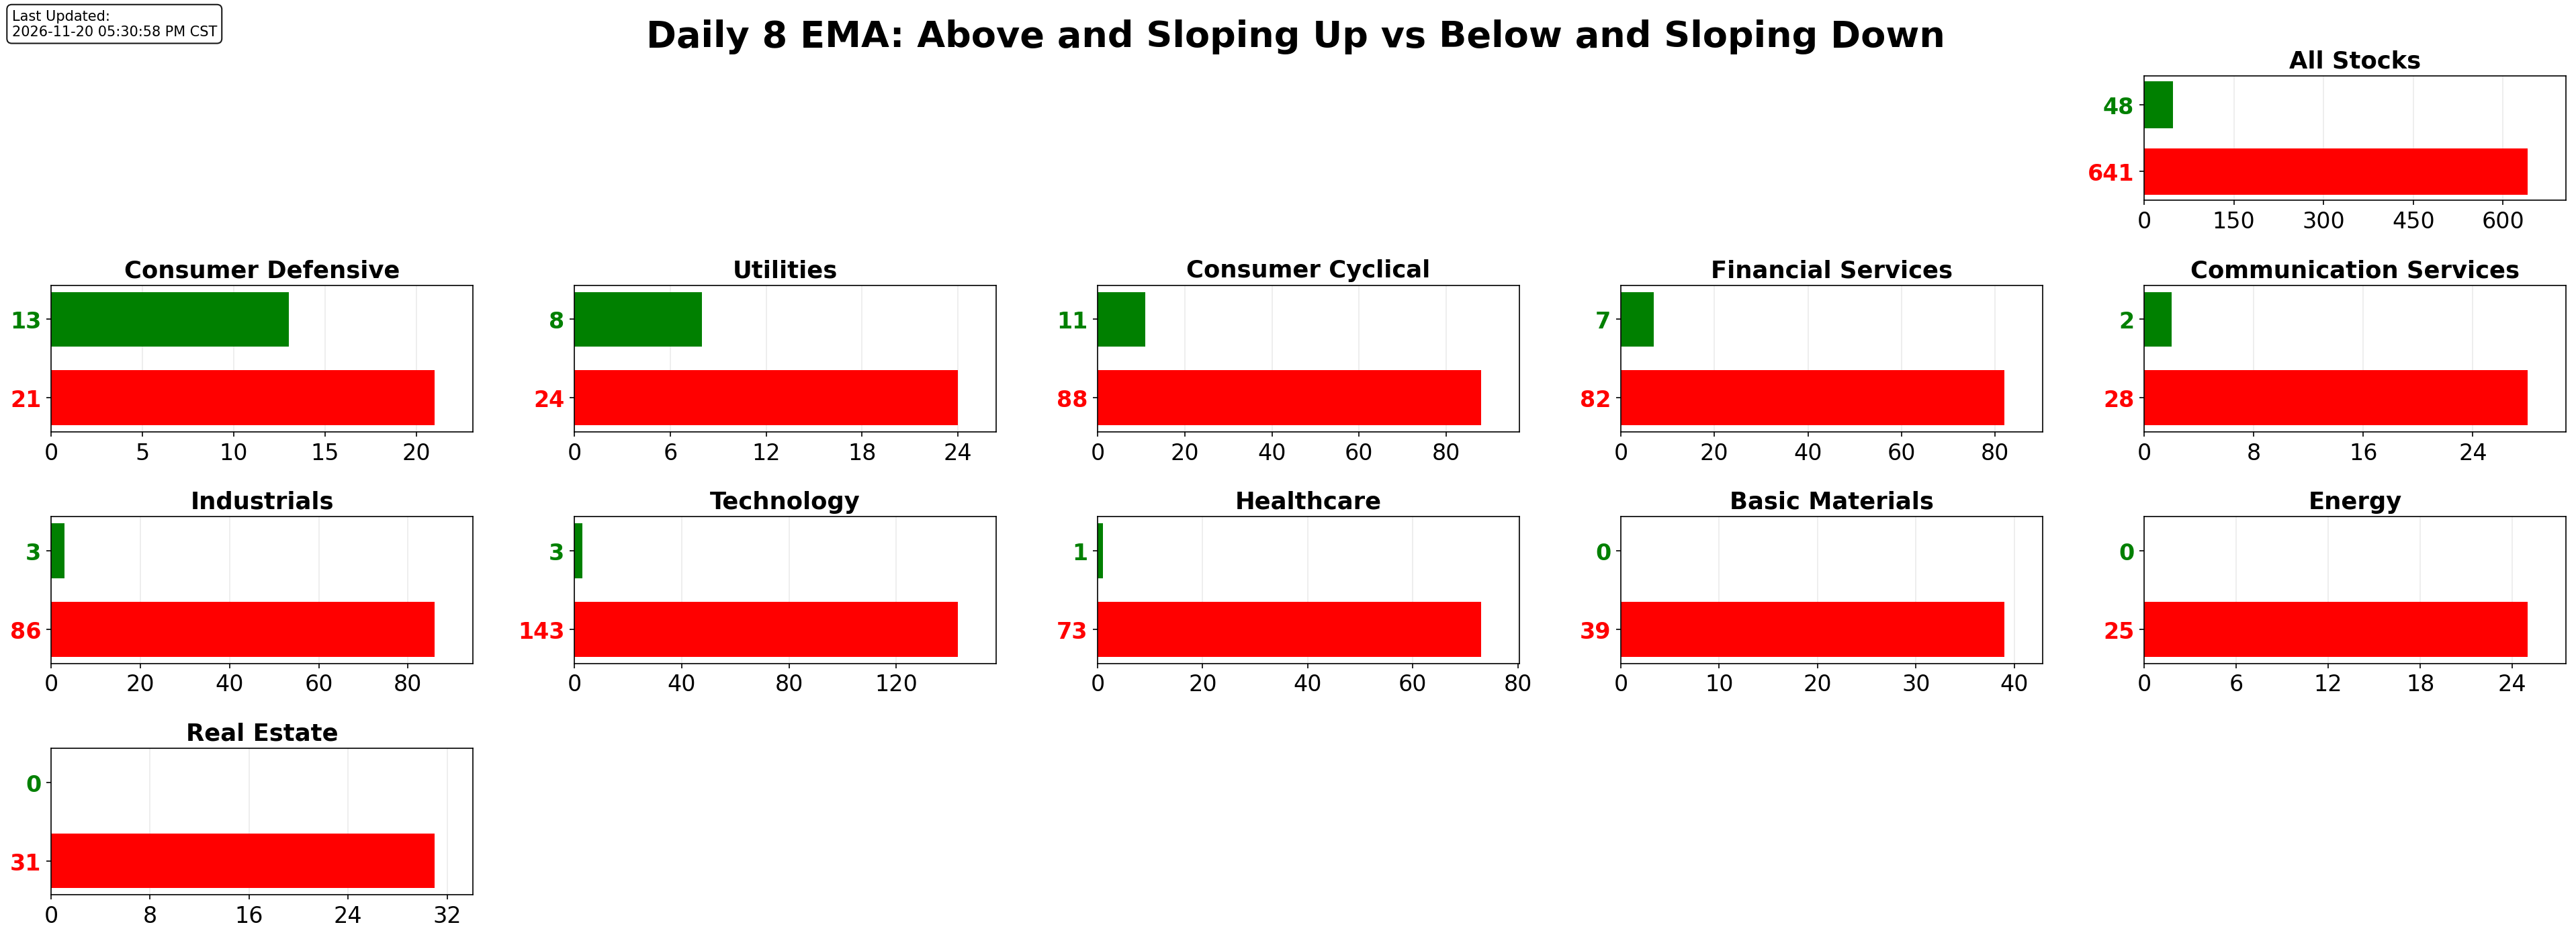 Last Updated:
2026-11-20 05:30:58 PM CST
Daily 8 EMA: Above and Sloping Up vs Below and Sloping Down
All Stocks
48
641
0 150 300 450 600
Consumer Defensive
13
21
0 5 10 15 20
Utilities
8
24
0 6 12 18 24
Consumer Cyclical
11
88
0 20 40 60 80
Financial Services
7
82
0 20 40 60 80
Communication Services
2
28
0 8 16 24
Industrials
3
86
0 20 40 60 80
Technology
3
143
0 40 80 120
Healthcare
1
73
0 20 40 60 80
Basic Materials
0
39
0 10 20 30 40
Energy
0
25
0 6 12 18 24
Real Estate
0
31
0 8 16 24 32